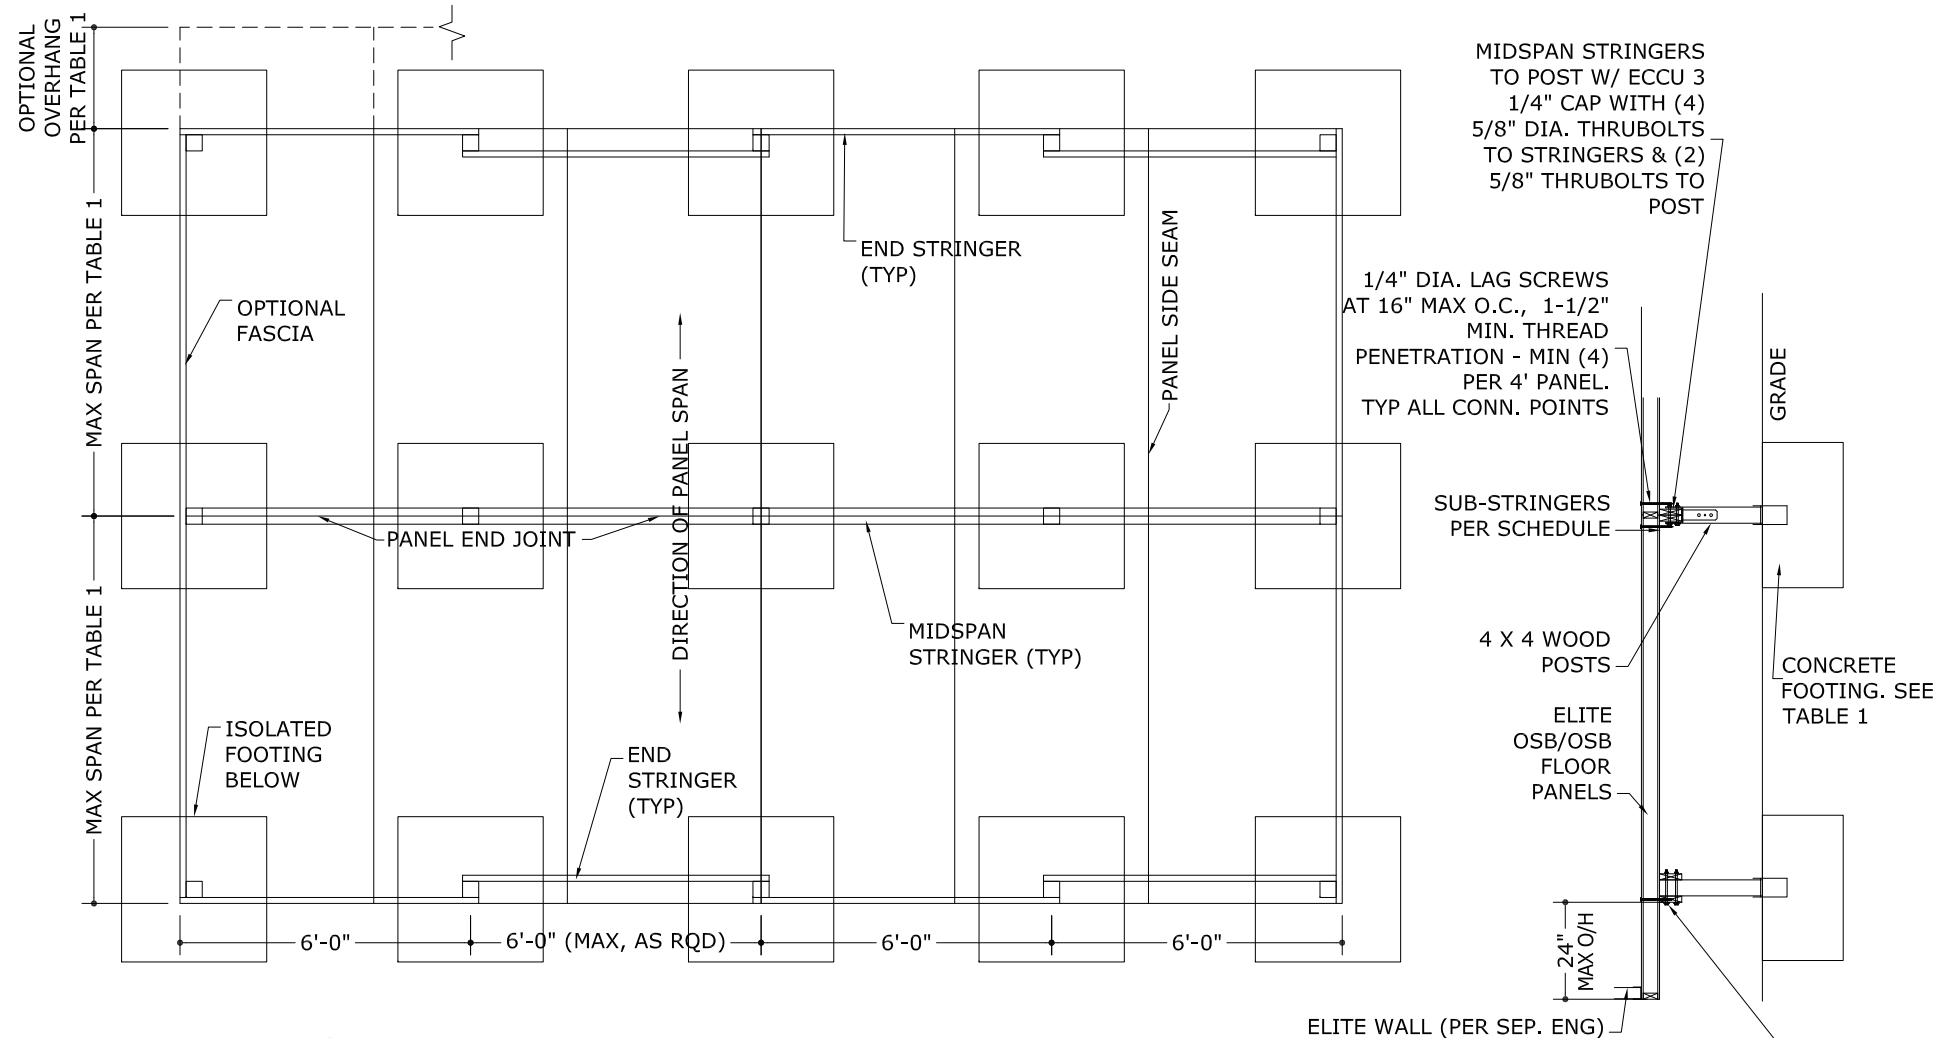 OPTIONAL
OVERHANG
PER TABLE 1
MAX SPAN PER TABLE 1
MAX SPAN PER TABLE 1
OPTIONAL
FASCIA
END STRINGER
(TYP)
PANEL SIDE SEAM
DIRECTION OF PANEL SPAN
PANEL END JOINT
MIDSPAN
STRINGER (TYP)
ISOLATED
FOOTING
BELOW
END
STRINGER
(TYP)
6'-0"
6'-0" (MAX, AS RQD)
6'-0"
6'-0"
MIDSPAN STRINGERS
TO POST W/ ECCU 3
1/4" CAP WITH (4)
5/8" DIA. THRUBOLTS
TO STRINGERS & (2)
5/8" THRUBOLTS TO
POST
1/4" DIA. LAG SCREWS
AT 16" MAX O.C., 1-1/2"
MIN. THREAD
PENETRATION - MIN (4)
PER 4' PANEL.
TYP ALL CONN. POINTS
GRADE
SUB-STRINGERS
PER SCHEDULE
4 X 4 WOOD
POSTS
CONCRETE
FOOTING. SEE
TABLE 1
ELITE
OSB/OSB
FLOOR
PANELS
24"
MAX O/H
ELITE WALL (PER SEP. ENG)